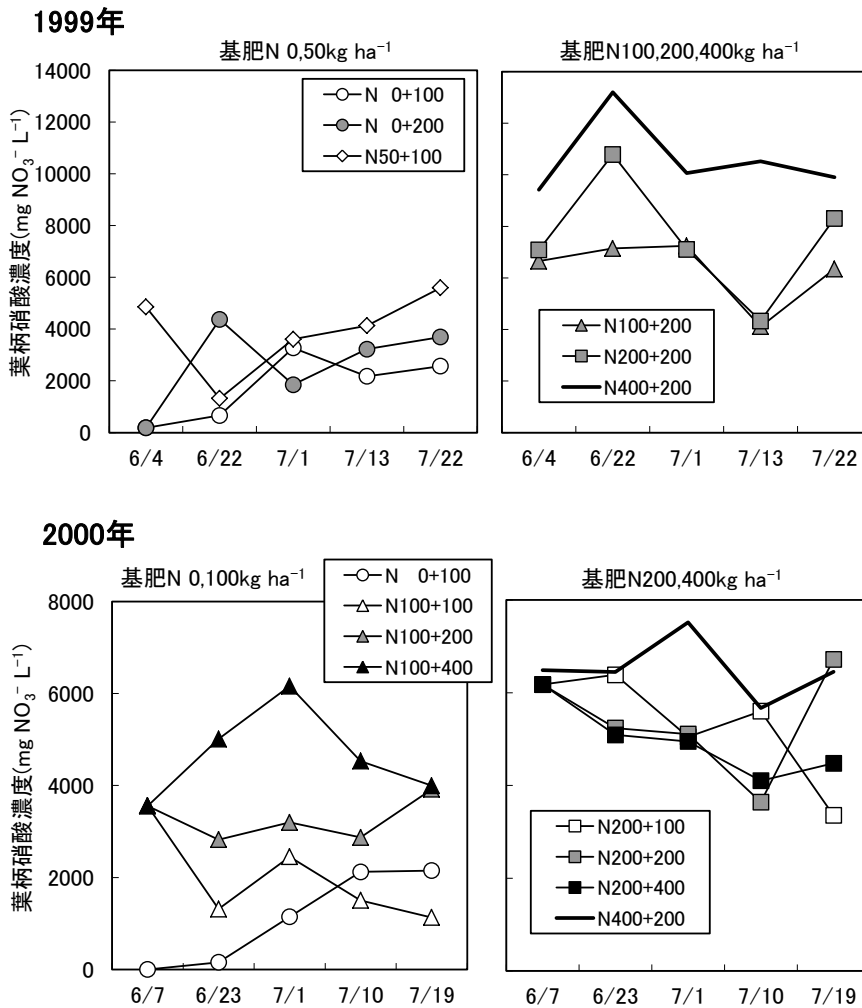 1999年
基肥N 0,50kg ha⁻¹
基肥N100,200,400kg ha⁻¹
葉柄硝酸濃度(mg NO₃⁻ L⁻¹)
14000
12000
10000
8000
6000
4000
2000
0
N 0+100
N 0+200
N50+100
N100+200
N200+200
N400+200
6/4 6/22 7/1 7/13 7/22
6/4 6/22 7/1 7/13 7/22
2000年
基肥N 0,100kg ha⁻¹
基肥N200,400kg ha⁻¹
葉柄硝酸濃度(mg NO₃⁻ L⁻¹)
8000
6000
4000
2000
0
N 0+100
N100+100
N100+200
N100+400
N200+100
N200+200
N200+400
N400+200
6/7 6/23 7/1 7/10 7/19
6/7 6/23 7/1 7/10 7/19